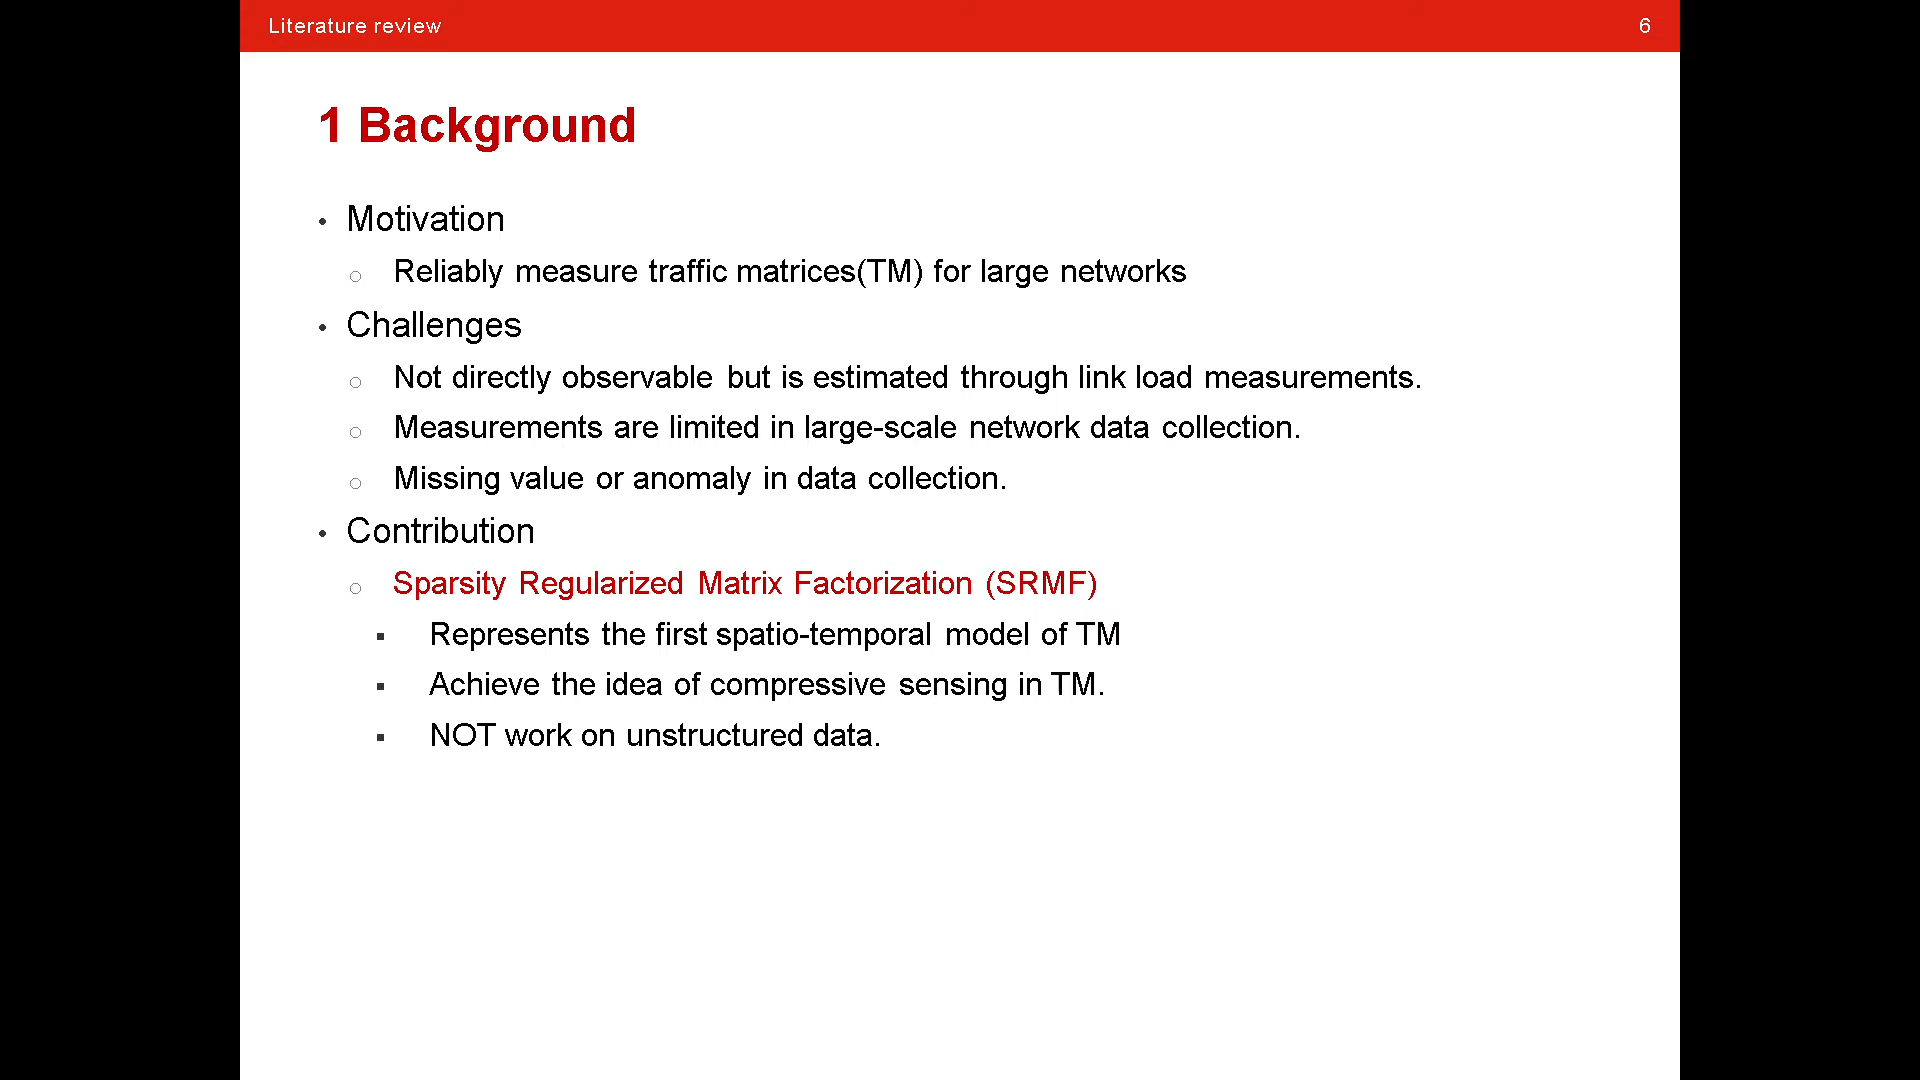 Literature review 6
1 Background
• Motivation
○ Reliably measure traffic matrices(TM) for large networks
• Challenges
○ Not directly observable but is estimated through link load measurements.
○ Measurements are limited in large-scale network data collection.
○ Missing value or anomaly in data collection.
• Contribution
○ Sparsity Regularized Matrix Factorization (SRMF)
▪ Represents the first spatio-temporal model of TM
▪ Achieve the idea of compressive sensing in TM.
▪ NOT work on unstructured data.